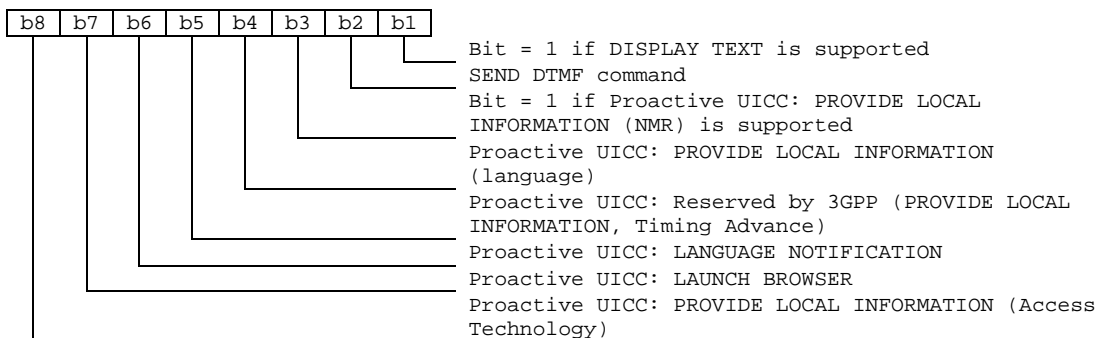 b8 b7 b6 b5 b4 b3 b2 b1
Bit = 1 if DISPLAY TEXT is supported
SEND DTMF command
Bit = 1 if Proactive UICC: PROVIDE LOCAL
INFORMATION (NMR) is supported
Proactive UICC: PROVIDE LOCAL INFORMATION
(language)
Proactive UICC: Reserved by 3GPP (PROVIDE LOCAL
INFORMATION, Timing Advance)
Proactive UICC: LANGUAGE NOTIFICATION
Proactive UICC: LAUNCH BROWSER
Proactive UICC: PROVIDE LOCAL INFORMATION (Access
Technology)